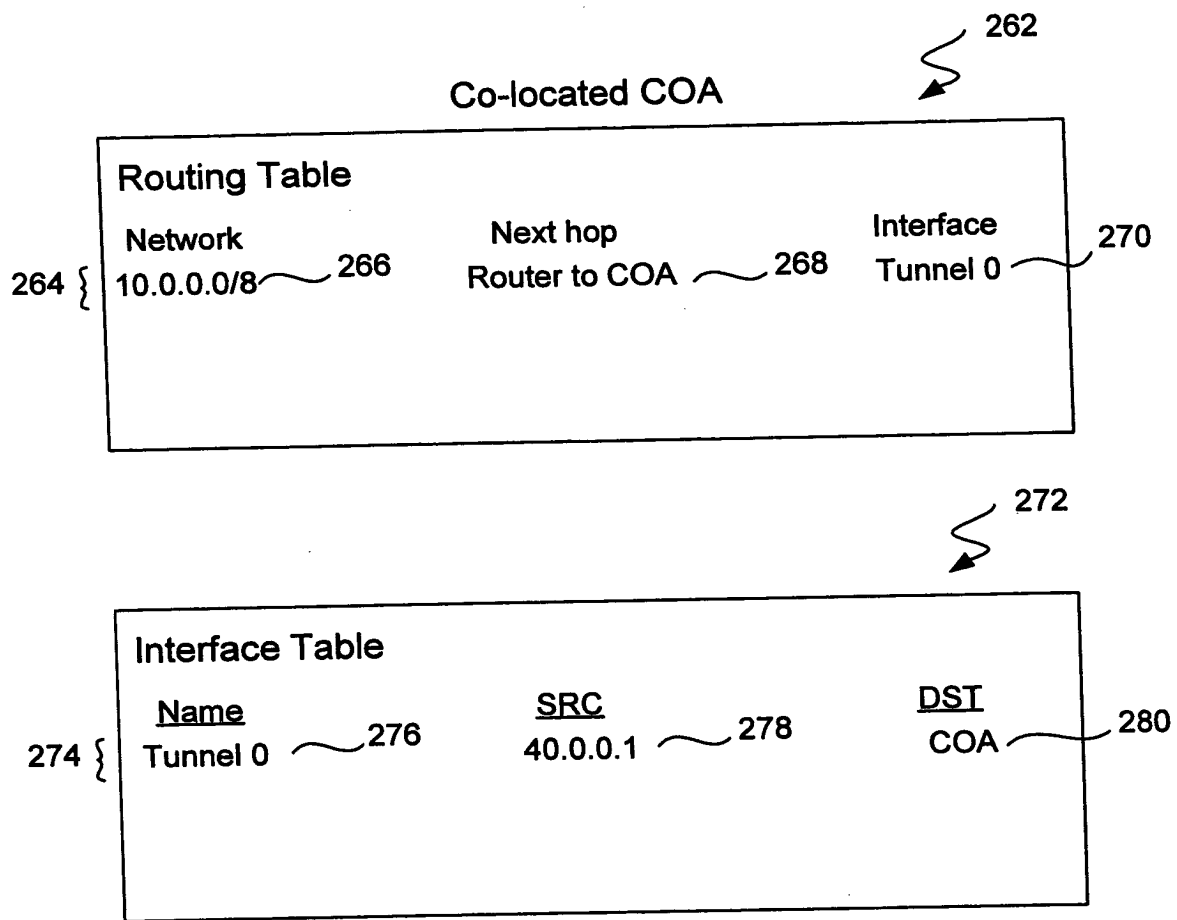 262
Co-located COA
Routing Table
Network Next hop Interface
264 { 10.0.0.0/8 266 Router to COA 268 Tunnel 0 270
272
Interface Table
Name SRC DST
274 { Tunnel 0 276 40.0.0.1 278 COA 280